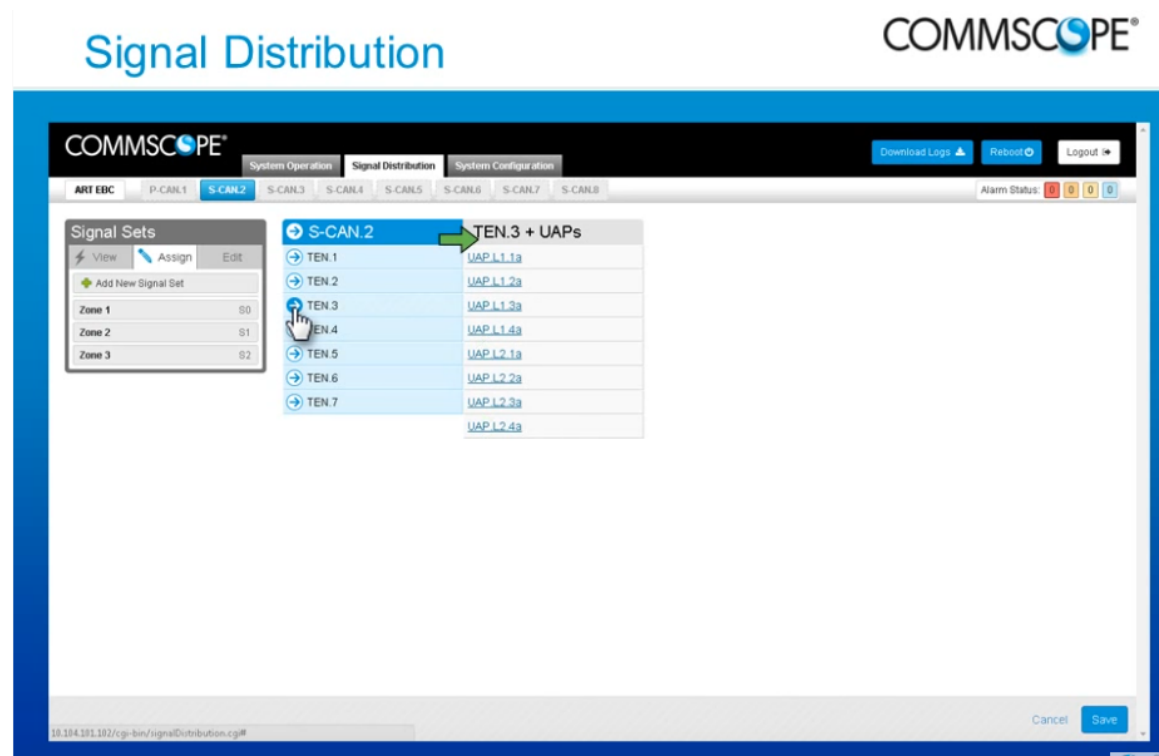 Signal Distribution
COMMSCOPE®
COMMSCOPE®
System Operation Signal Distribution System Configuration
Download Logs Reboot Logout
ART EBC P-CAN.1 S-CAN.2 S-CAN.3 S-CAN.4 S-CAN.5 S-CAN.6 S-CAN.7 S-CAN.8
Alarm Status: 0 0 0 0
Signal Sets
View Assign Edit
Add New Signal Set
Zone 1 S0
Zone 2 S1
Zone 3 S2
S-CAN.2 TEN.3 + UAPs
TEN.1 UAP.L1.1a
TEN.2 UAP.L1.2a
TEN.3 UAP.L1.3a
TEN.4 UAP.L1.4a
TEN.5 UAP.L2.1a
TEN.6 UAP.L2.2a
TEN.7 UAP.L2.3a
UAP.L2.4a
Cancel Save
10.104.101.102/cgi-bin/signalDistribution.cgi#